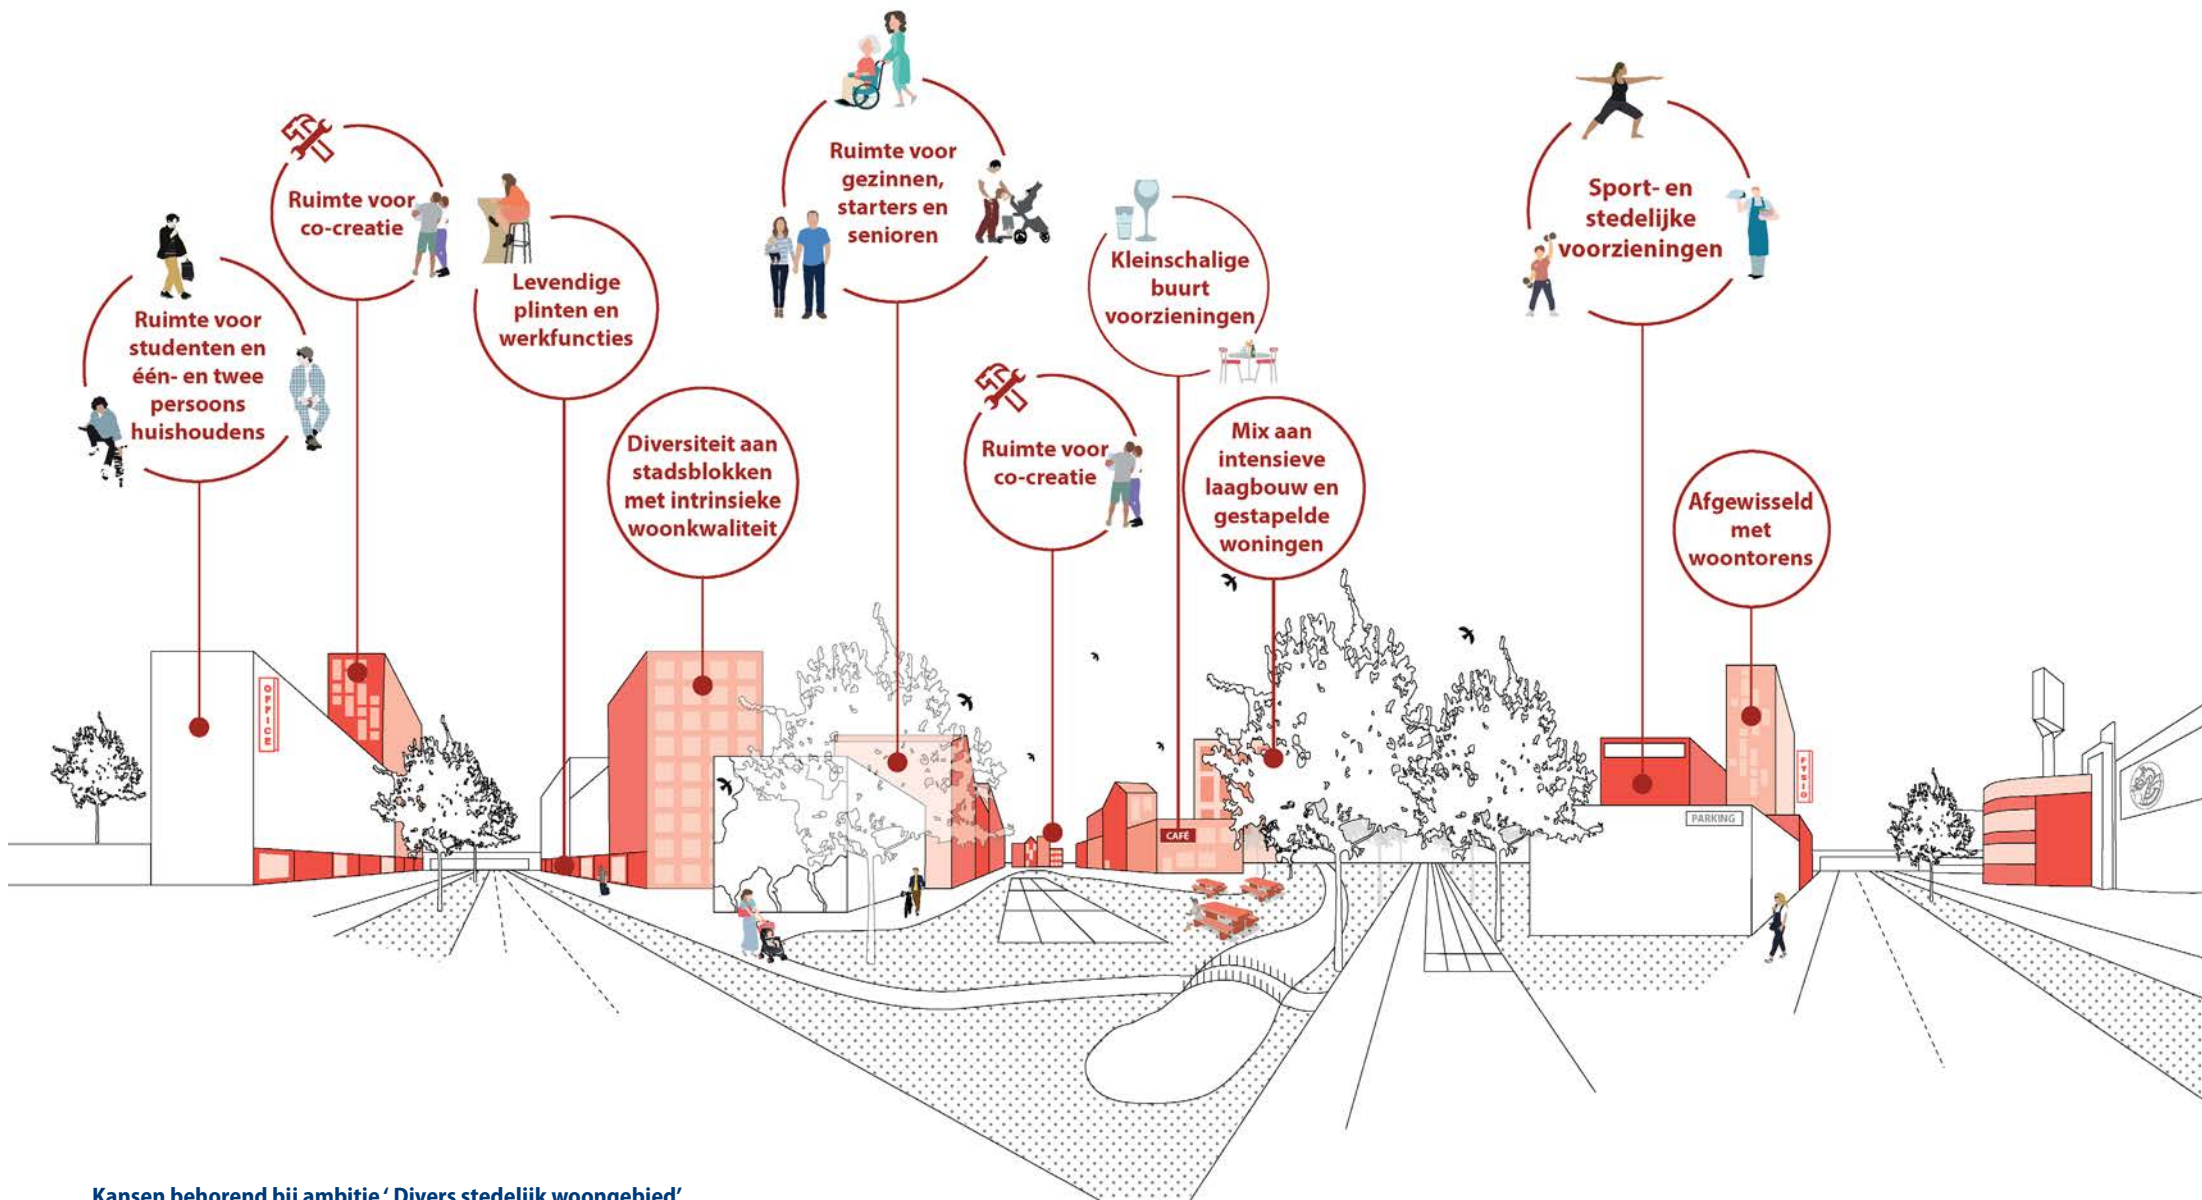 Ruimte voor
studenten en
één- en twee
persoons
huishoudens
Ruimte voor
co-creatie
Levendige
plinten en
werkfuncties
Diversiteit aan
stadsblokken
met intrinsieke
woonkwaliteit
Ruimte voor
gezinnen,
starters en
senioren
Ruimte voor
co-creatie
Kleinschalige
buurt
voorzieningen
Mix aan
intensieve
laagbouw en
gestapelde
woningen
Sport- en
stedelijke
voorzieningen
Afgewisseld
met
woontorens
OFFICE
CAFÉ
PARKING
FYSIO
Kansen behorend bij ambitie ‘ Divers stedelijk woongebied’